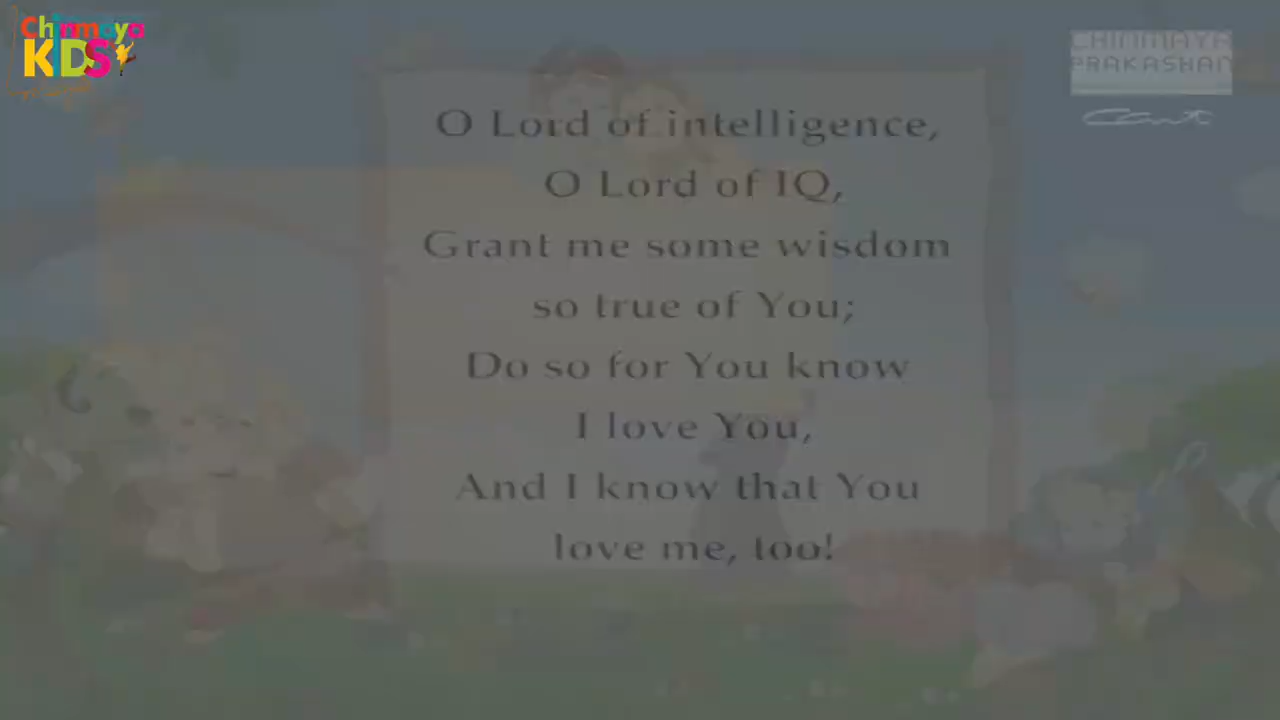 Chinmaya
KIDS
CHINMAYA
PRAKASHAN
O Lord of intelligence,
O Lord of IQ,
Grant me some wisdom
so true of You;
Do so for You know
I love You,
And I know that You
love me, too!